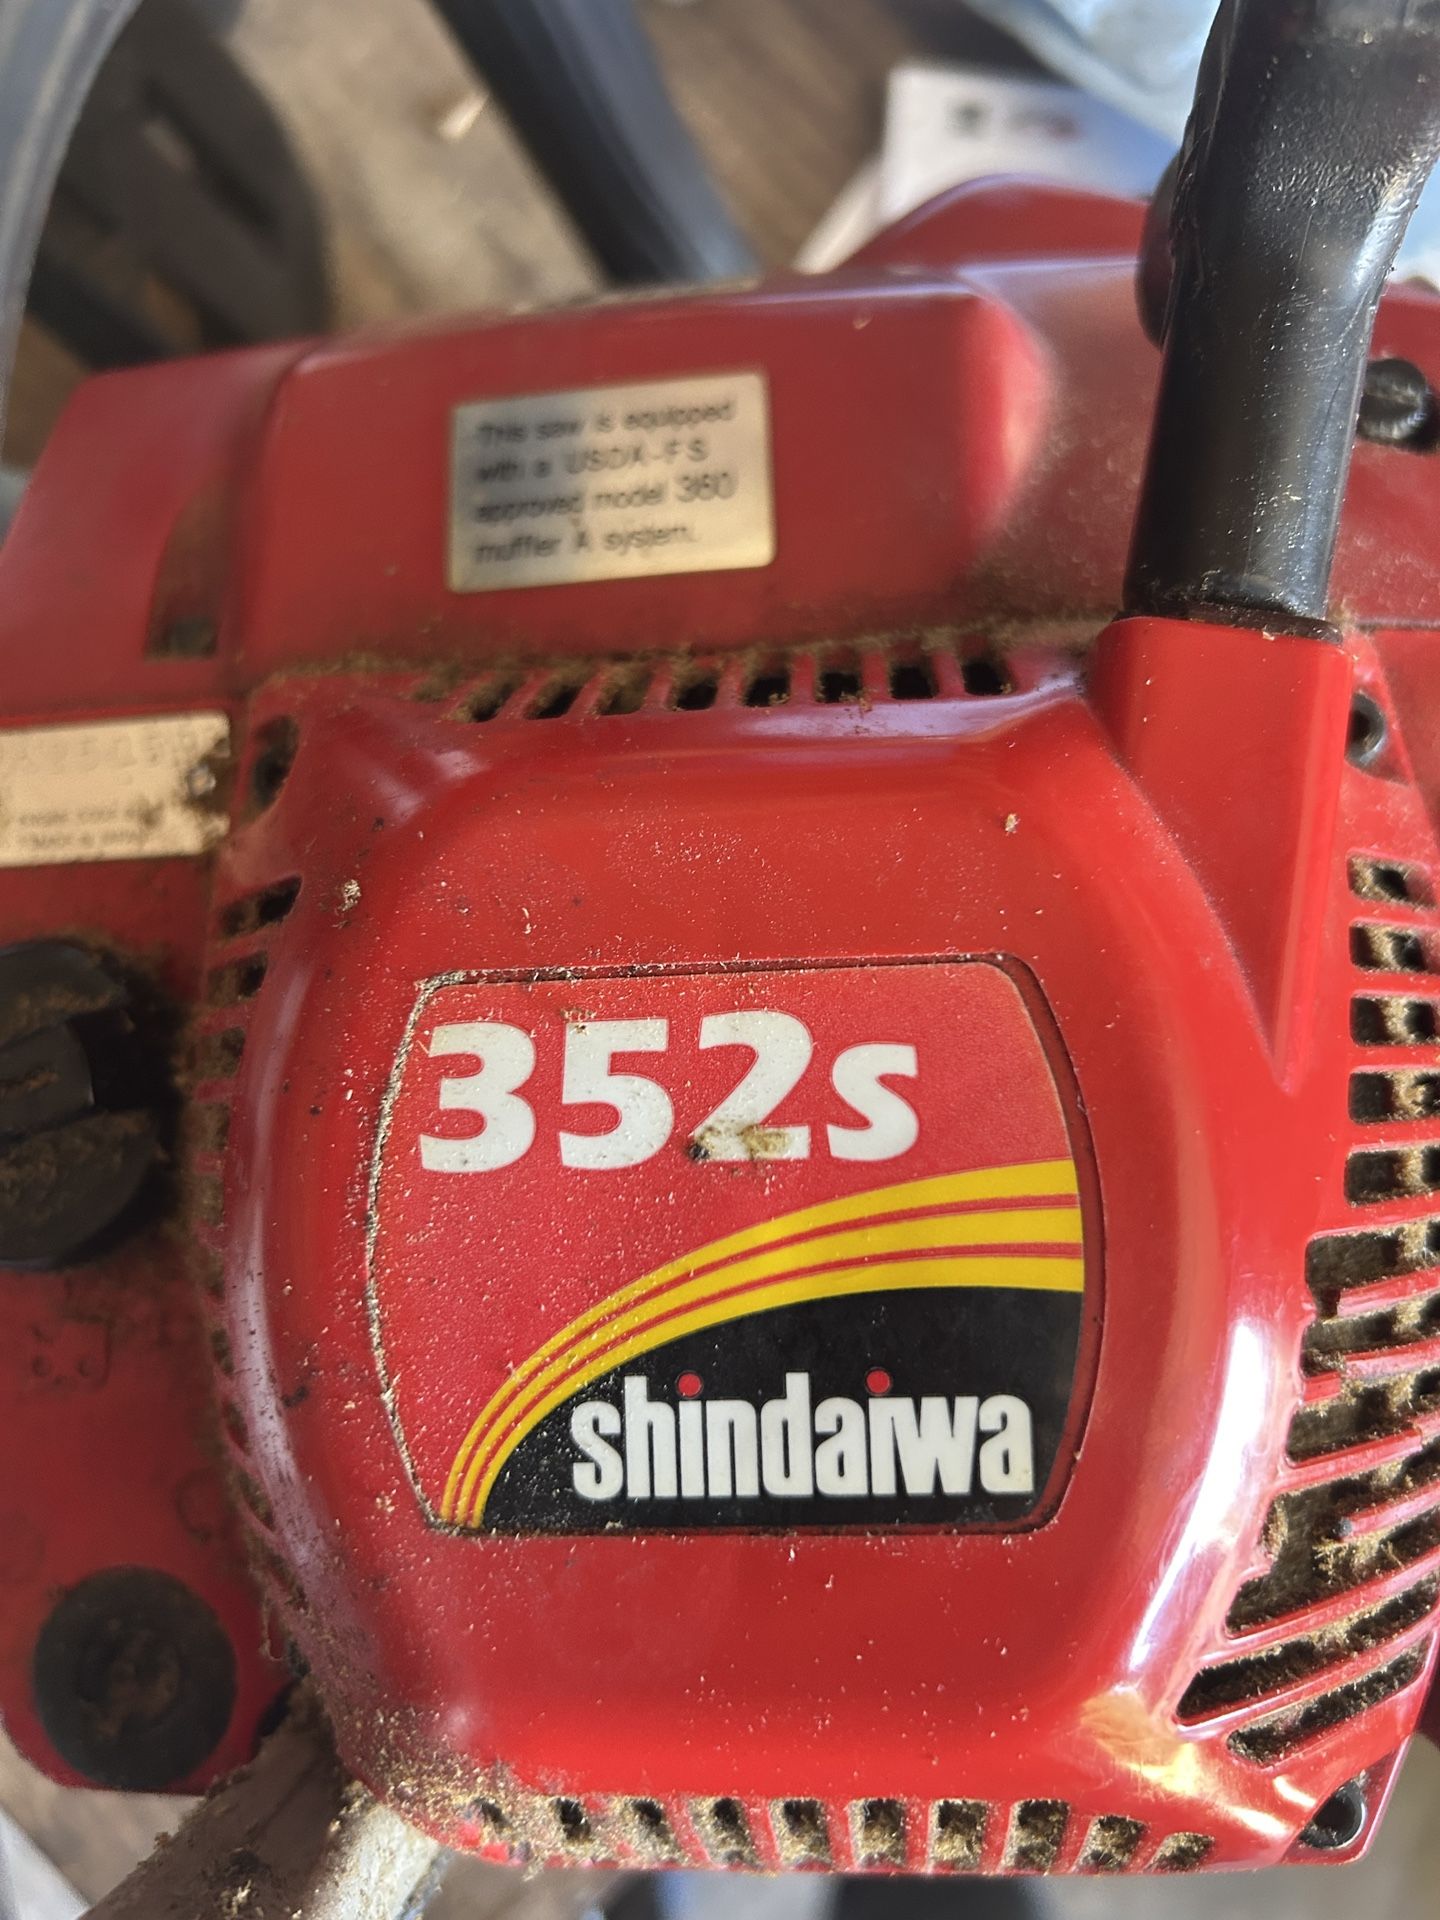 This saw is equipped
with a USDA-FS
approved model 360
muffler A system.
352s
shindaiwa